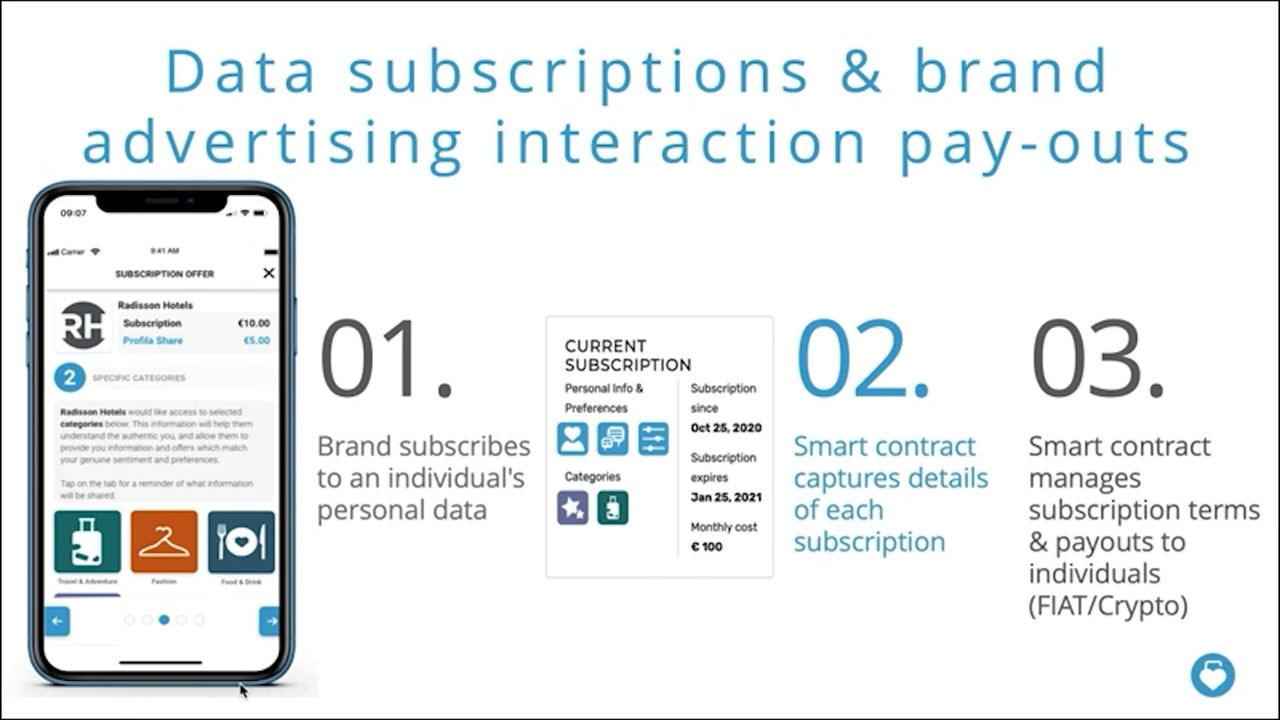 Data subscriptions & brand
advertising interaction pay-outs
09:07
Carrier
9:41 AM
SUBSCRIPTION OFFER
RH
Radisson Hotels
Subscription €10.00
Profila Share €5.00
2 SPECIFIC CATEGORIES
Radisson Hotels would like access to selected
categories below. This information will help them
understand the authentic you, and allow them to
provide you information and offers which match
your genuine sentiment and preferences.
Tap on the tab for a reminder of what information
will be shared.
Travel & Adventure
Fashion
Food & Drink
01.
Brand subscribes
to an individual's
personal data
CURRENT
SUBSCRIPTION
Personal Info &
Preferences
Categories
Subscription
since
Oct 25, 2020
Subscription
expires
Jan 25, 2021
Monthly cost
€ 100
02.
Smart contract
captures details
of each
subscription
03.
Smart contract
manages
subscription terms
& payouts to
individuals
(FIAT/Crypto)